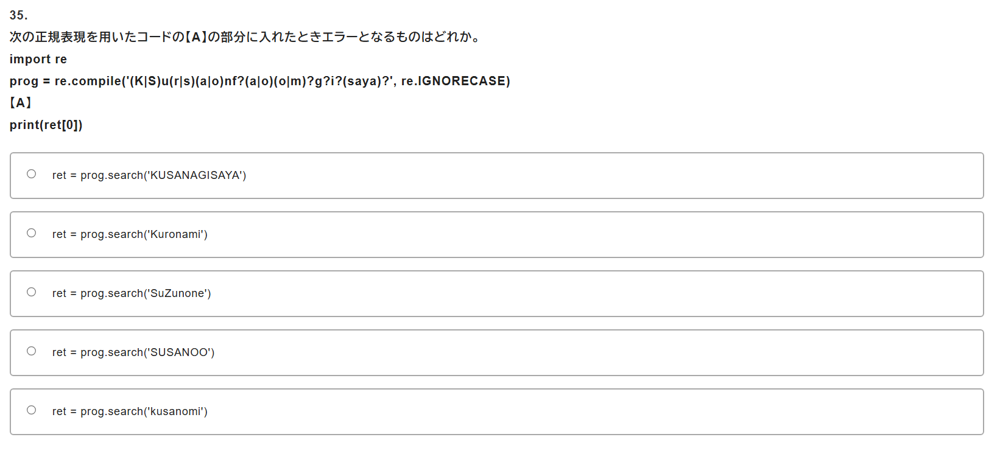 35.
次の正規表現を用いたコードの【A】の部分に入れたときエラーとなるものはどれか。
import re
prog = re.compile('(K|S)u(r|s)(a|o)nf?(a|o)(o|m)?g?i?(saya)?', re.IGNORECASE)
【A】
print(ret[0])
ret = prog.search('KUSANAGISAYA')
ret = prog.search('Kuronami')
ret = prog.search('SuZunone')
ret = prog.search('SUSANOO')
ret = prog.search('kusanomi')